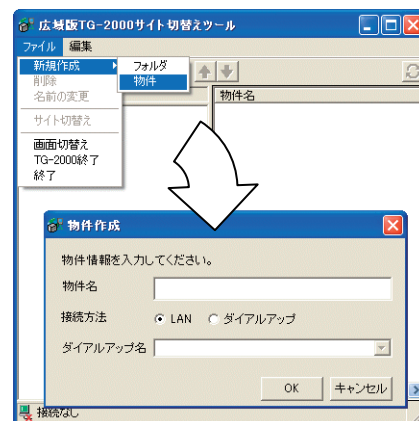 広域版TG-2000サイト切替えツール
ファイル 編集
新規作成 フォルダ
削除 物件
名前の変更 物件名
サイト切替え
画面切替え
TG-2000終了
終了
物件作成
物件情報を入力してください。
物件名
接続方法 LAN ダイアルアップ
ダイアルアップ名
OK キャンセル
接続なし